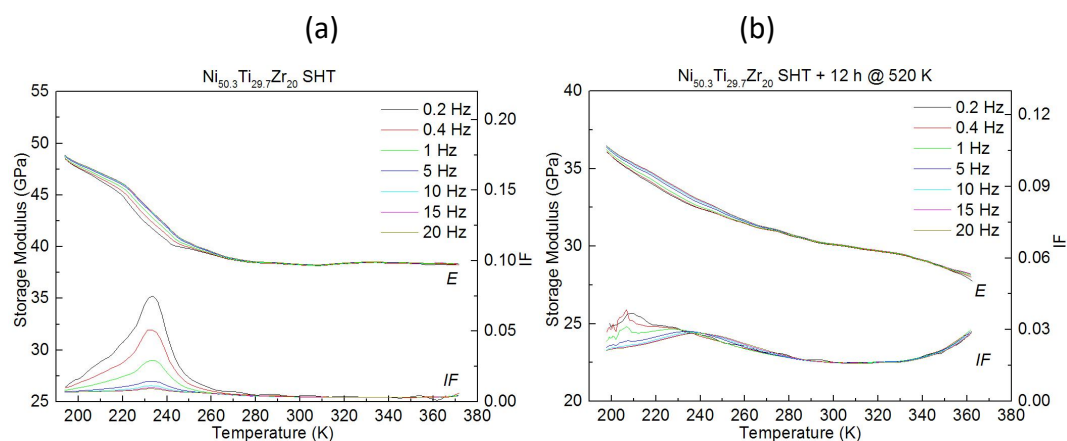 (a)
Ni50.3Ti29.7Zr20 SHT
55
50
45
40
35
30
25
Storage Modulus (GPa)
0.2 Hz
0.4 Hz
1 Hz
5 Hz
10 Hz
15 Hz
20 Hz
E
IF
0.20
0.15
0.10
0.05
0.00
IF
200 220 240 260 280 300 320 340 360 380
Temperature (K)
(b)
Ni50.3Ti29.7Zr20 SHT + 12 h @ 520 K
40
35
30
25
20
Storage Modulus (GPa)
0.2 Hz
0.4 Hz
1 Hz
5 Hz
10 Hz
15 Hz
20 Hz
E
IF
0.12
0.09
0.06
0.03
0.00
IF
200 220 240 260 280 300 320 340 360 380
Temperature (K)